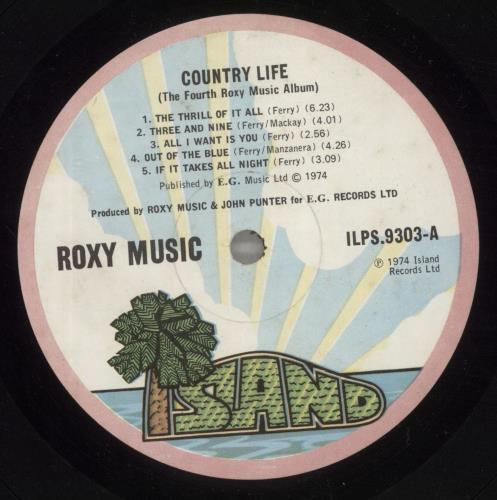 COUNTRY LIFE
(The Fourth Roxy Music Album)
1. THE THRILL OF IT ALL (Ferry) (6.23)
2. THREE AND NINE (Ferry/Mackay) (4.01)
3. ALL I WANT IS YOU (Ferry) (2.56)
4. OUT OF THE BLUE (Ferry/Manzanera) (4.26)
5. IF IT TAKES ALL NIGHT (Ferry) (3.09)
Published by E.G. Music Ltd © 1974
Produced by ROXY MUSIC & JOHN PUNTER for E.G. RECORDS LTD
ROXY MUSIC
ILPS.9303-A
℗ 1974 Island
Records Ltd
ISLAND